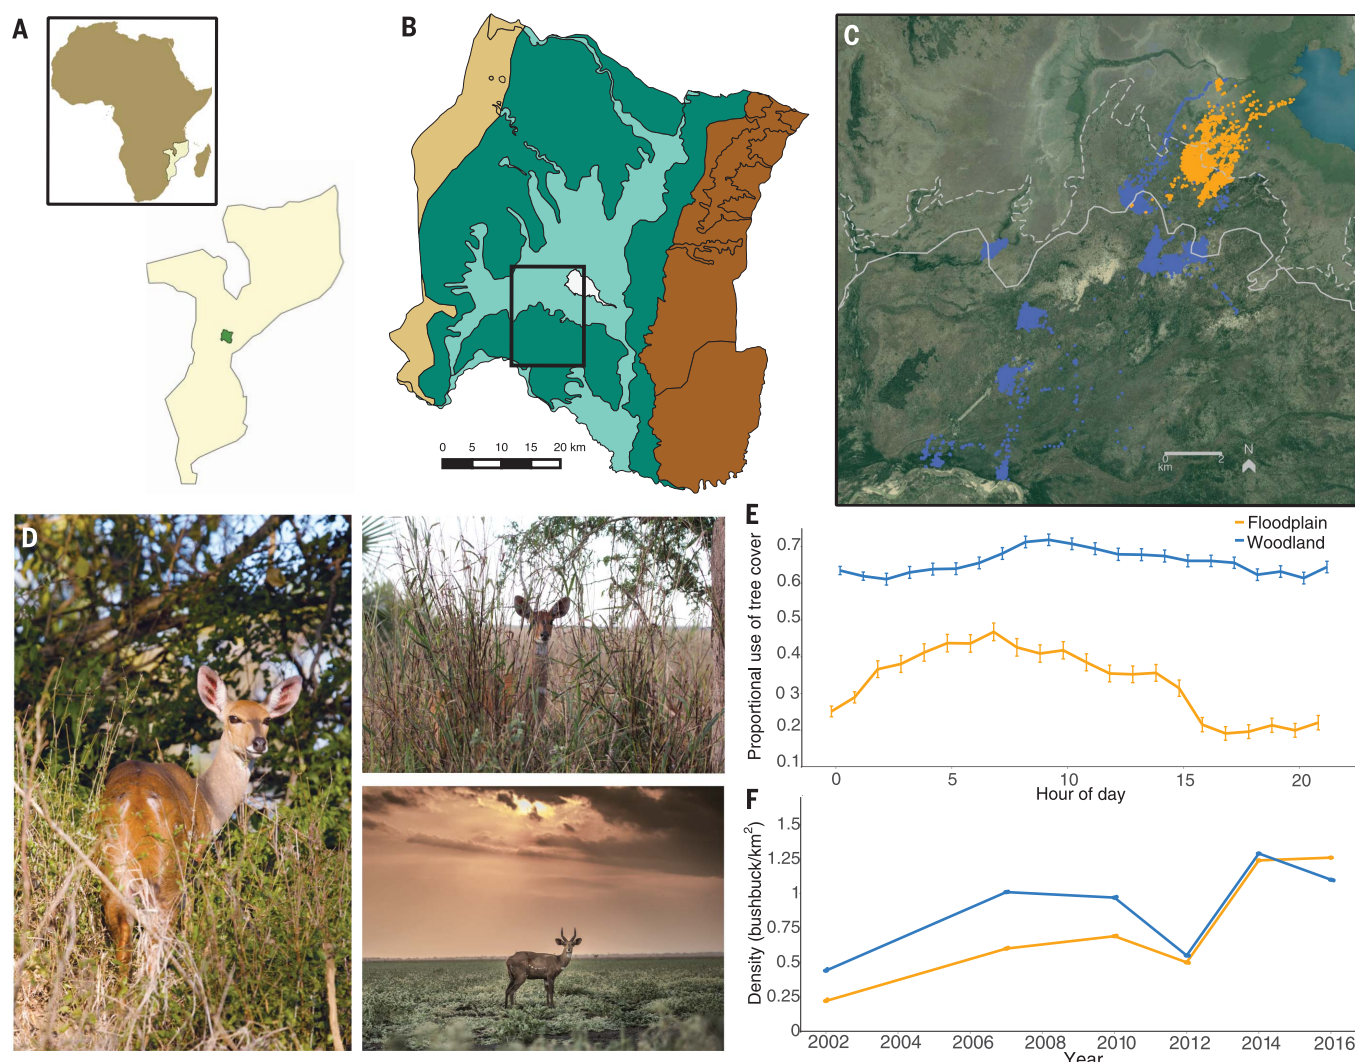 A
B
0 5 10 15 20 km
C
N
0 2
km
D
E
Floodplain
Woodland
Proportional use of tree cover
0.7
0.6
0.5
0.4
0.3
0.2
0.1
0 5 10 15 20
Hour of day
F
Density (bushbuck/km²)
1.5
1.25
1
0.75
0.5
0.25
0
2002 2004 2006 2008 2010 2012 2014 2016
Year